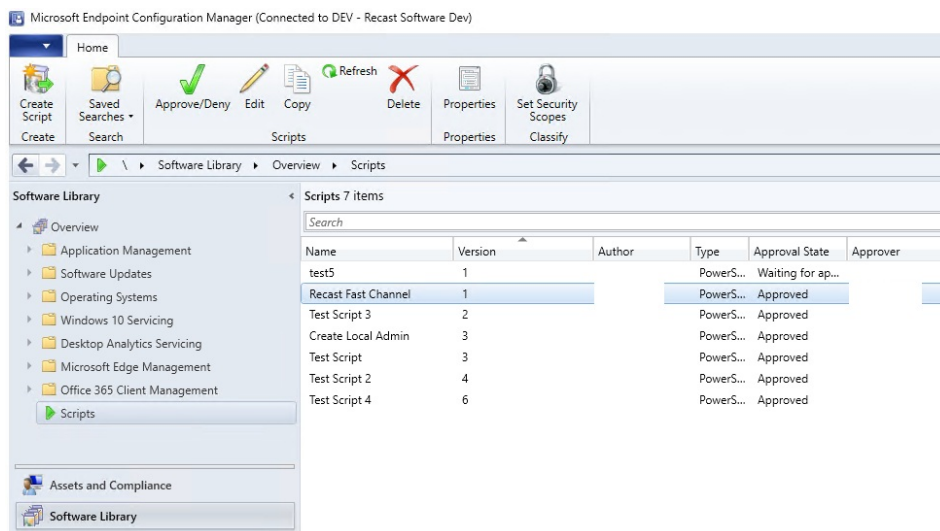 Microsoft Endpoint Configuration Manager (Connected to DEV - Recast Software Dev)
Home
Create Script
Saved Searches
Approve/Deny
Edit
Copy
Refresh
Delete
Properties
Set Security Scopes
Create
Search
Scripts
Properties
Classify
\ Software Library Overview Scripts
Software Library
Overview
Application Management
Software Updates
Operating Systems
Windows 10 Servicing
Desktop Analytics Servicing
Microsoft Edge Management
Office 365 Client Management
Scripts
Assets and Compliance
Software Library
Scripts 7 items
Search
Name Version Author Type Approval State Approver
test5 1 PowerS... Waiting for ap...
Recast Fast Channel 1 PowerS... Approved
Test Script 3 2 PowerS... Approved
Create Local Admin 3 PowerS... Approved
Test Script 3 PowerS... Approved
Test Script 2 4 PowerS... Approved
Test Script 4 6 PowerS... Approved